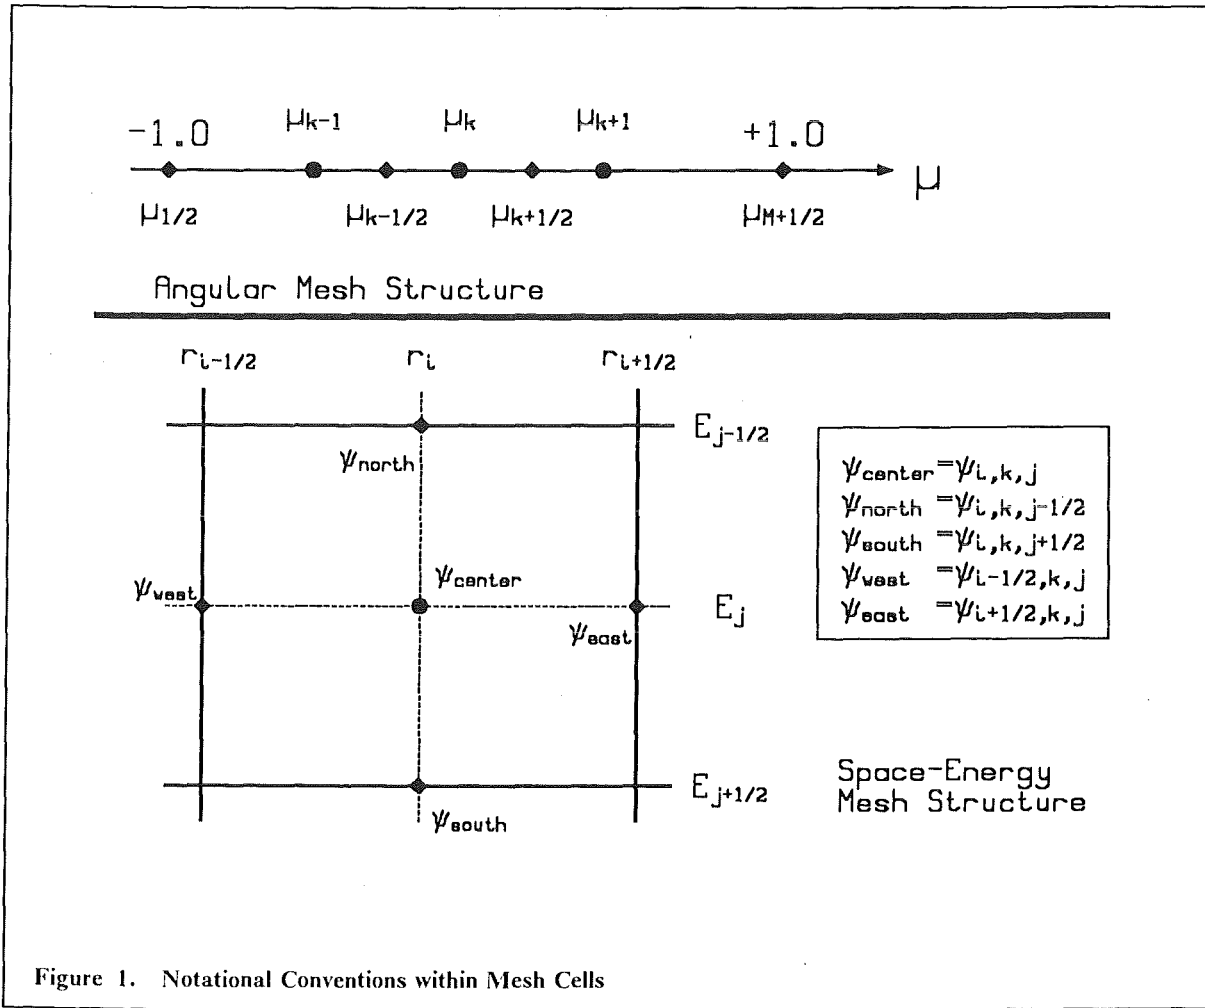 -1.0 μk-1 μk μk+1 +1.0
μ
μ1/2 μk-1/2 μk+1/2 μM+1/2
Angular Mesh Structure
ri-1/2 ri ri+1/2
Ej-1/2
ψnorth
ψcenter=ψi,k,j
ψnorth =ψi,k,j-1/2
ψsouth =ψi,k,j+1/2
ψwest =ψi-1/2,k,j
ψeast =ψi+1/2,k,j
ψwest ψcenter
Ej
ψeast
Ej+1/2
ψsouth
Space-Energy
Mesh Structure
Figure 1. Notational Conventions within Mesh Cells